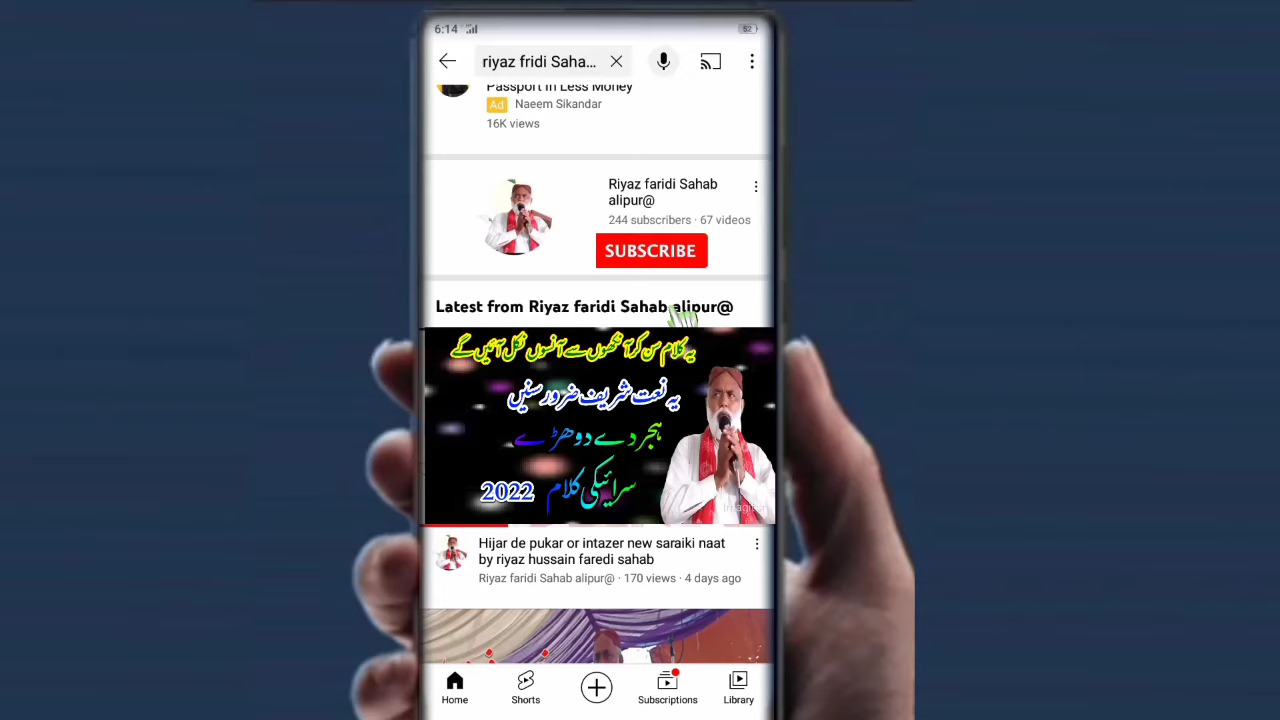 6:14
52
riyaz fridi Saha...
Passport In Less Money
Ad Naeem Sikandar
16K views
Riyaz faridi Sahab
alipur@
244 subscribers · 67 videos
SUBSCRIBE
Latest from Riyaz faridi Sahab alipur@
یہ کلام سن کر آنکھوں سے آنسوں نکل آئیں گے
یہ نعت شریف ضرور سنیں
ہجر دے دوھڑے
سرائیکی کلام 2022
Hijar de pukar or intazer new saraiki naat
by riyaz hussain faredi sahab
Riyaz faridi Sahab alipur@ · 170 views · 4 days ago
Home
Shorts
Subscriptions
Library